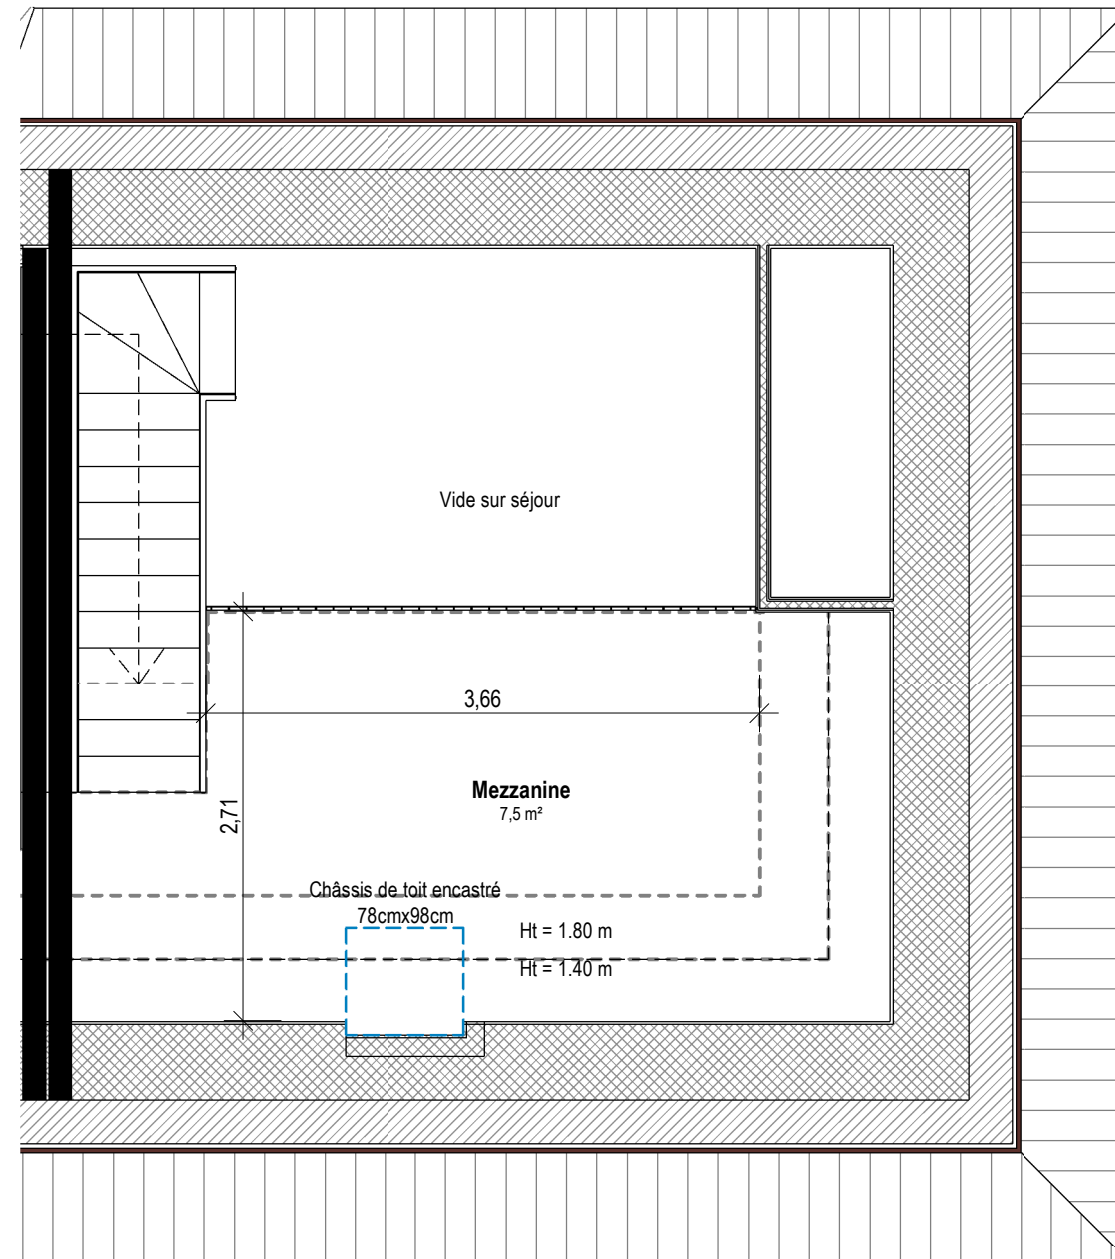 Vide sur séjour
3,66
Mezzanine
7,5 m²
2,71
Châssis de toit encastré
78cmx98cm
Ht = 1.80 m
Ht = 1.40 m